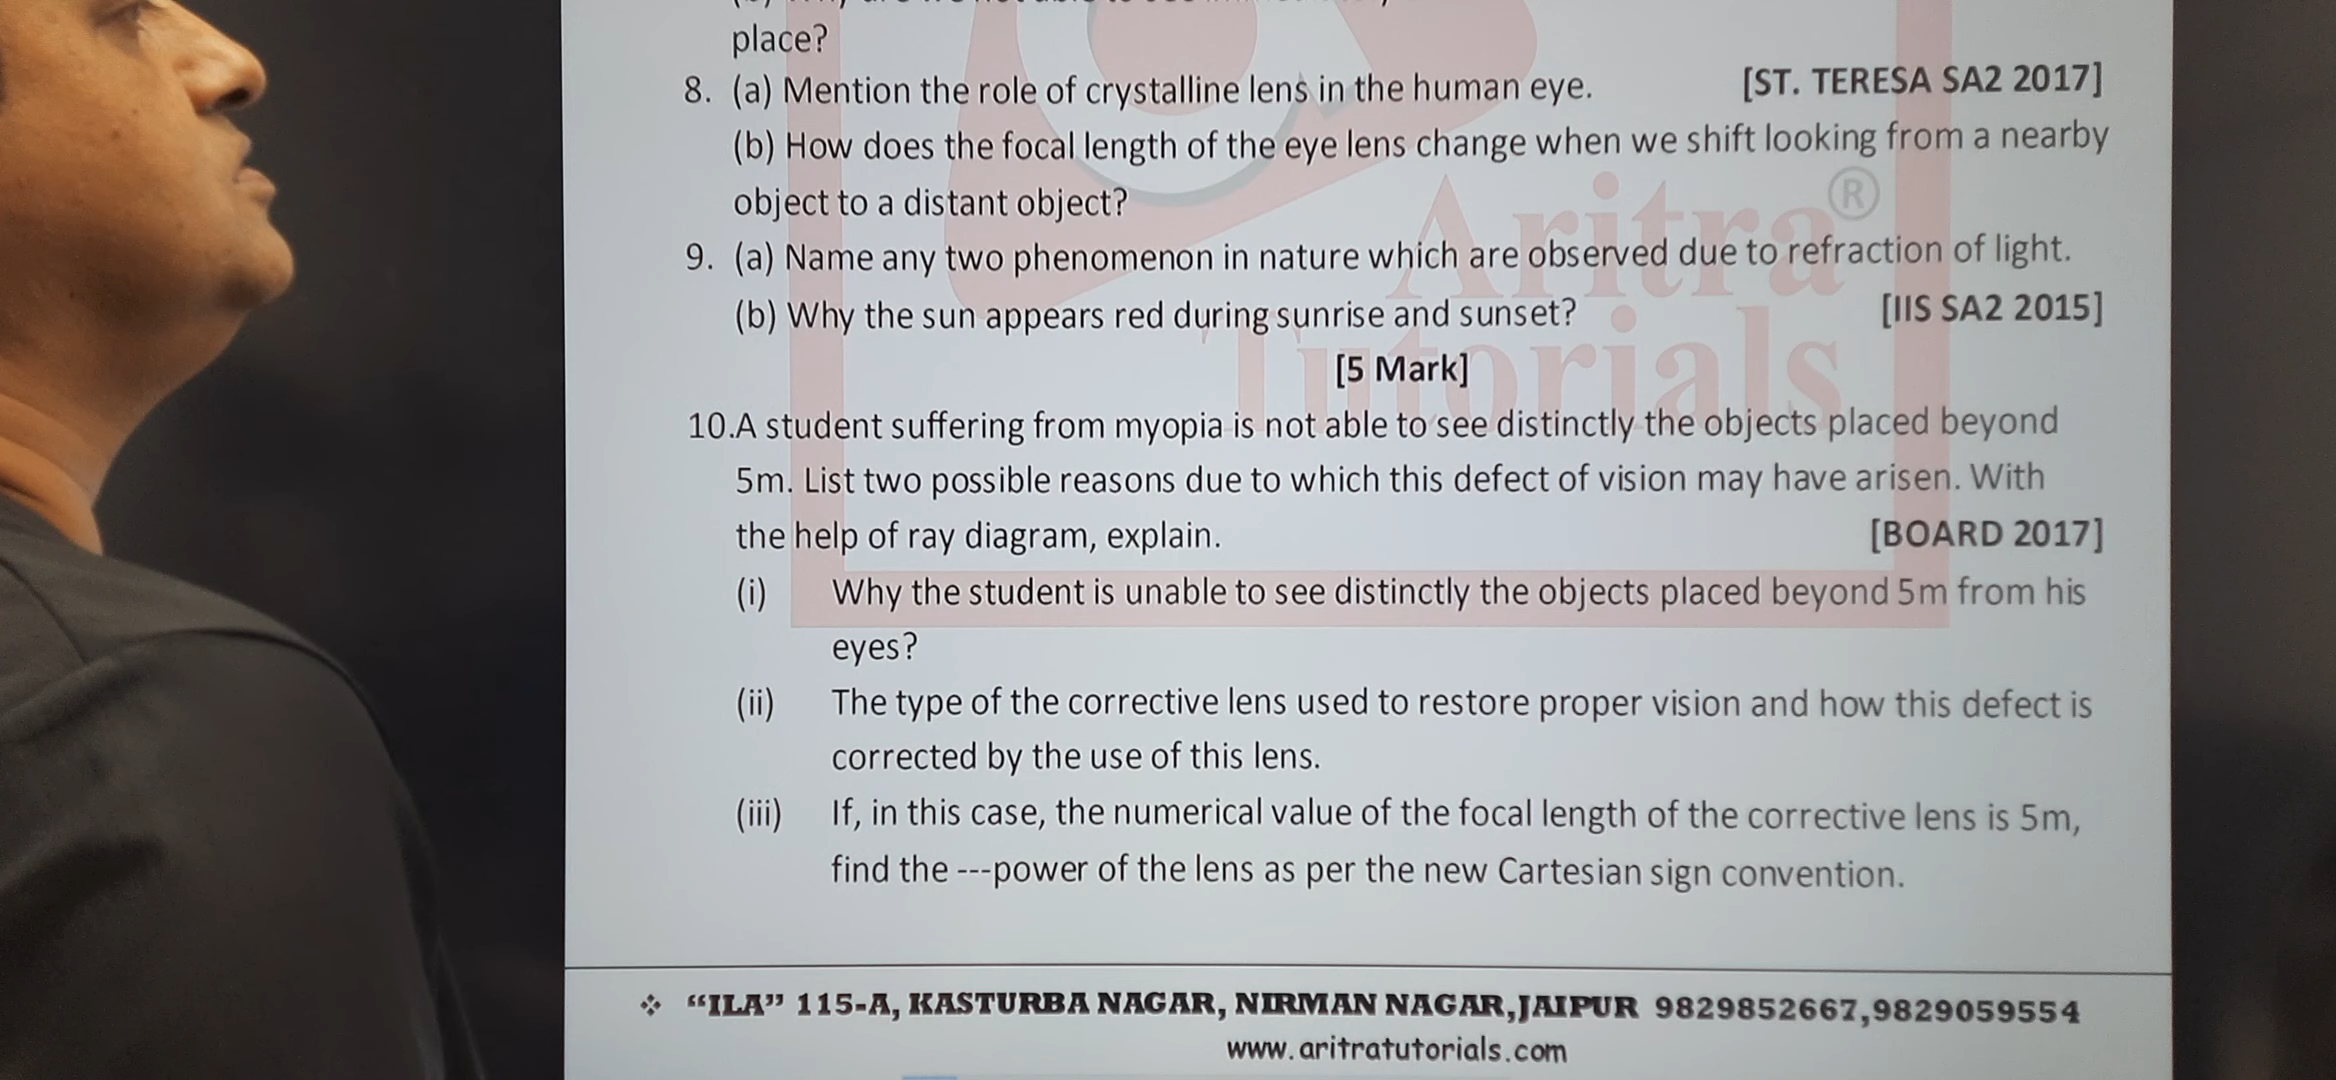 place?
8. (a) Mention the role of crystalline lens in the human eye. [ST. TERESA SA2 2017]
(b) How does the focal length of the eye lens change when we shift looking from a nearby
object to a distant object?
9. (a) Name any two phenomenon in nature which are observed due to refraction of light.
(b) Why the sun appears red during sunrise and sunset? [IIS SA2 2015]
[5 Mark]
10.A student suffering from myopia is not able to see distinctly the objects placed beyond
5m. List two possible reasons due to which this defect of vision may have arisen. With
the help of ray diagram, explain. [BOARD 2017]
(i) Why the student is unable to see distinctly the objects placed beyond 5m from his
eyes?
(ii) The type of the corrective lens used to restore proper vision and how this defect is
corrected by the use of this lens.
(iii) If, in this case, the numerical value of the focal length of the corrective lens is 5m,
find the ---power of the lens as per the new Cartesian sign convention.
Aritra®
Tutorials
❖ “ILA” 115-A, KASTURBA NAGAR, NIRMAN NAGAR,JAIPUR 9829852667,9829059554
www.aritratutorials.com